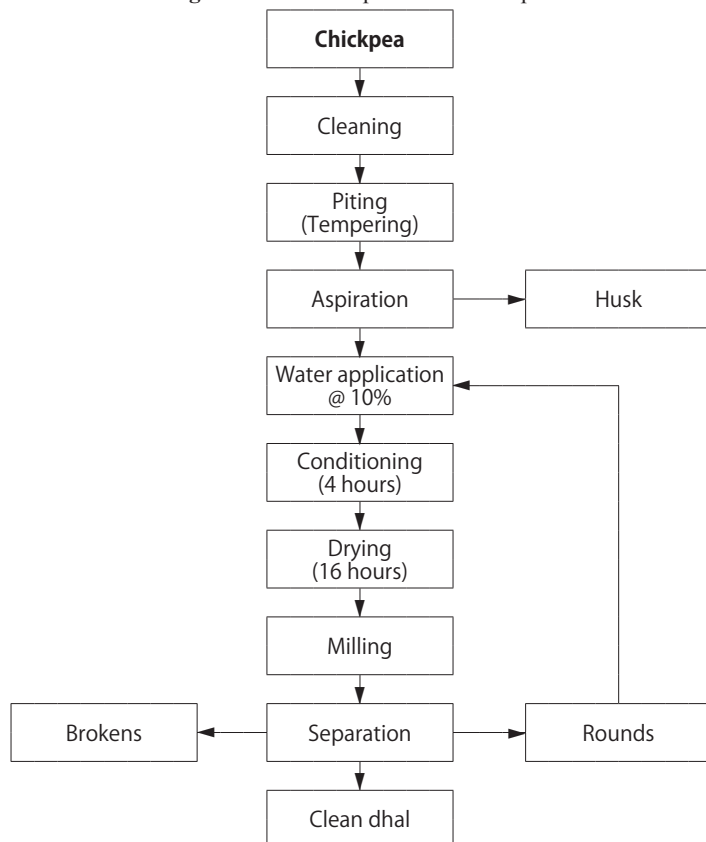 Chickpea
Cleaning
Piting
(Tempering)
Aspiration
Husk
Water application
@ 10%
Conditioning
(4 hours)
Drying
(16 hours)
Milling
Brokens
Separation
Rounds
Clean dhal